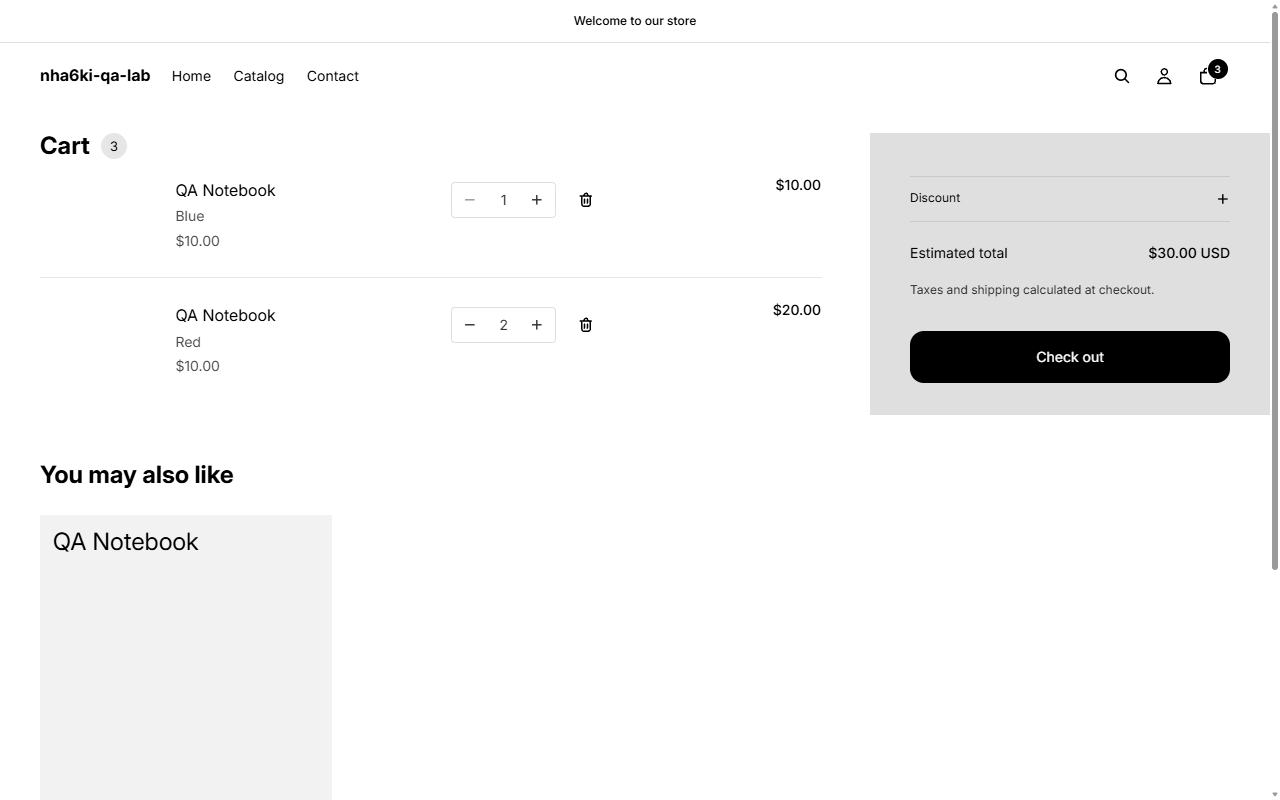 Welcome to our store
nha6ki-qa-lab Home Catalog Contact 3
Cart 3
QA Notebook
Blue
$10.00
− 1 +
$10.00
QA Notebook
Red
$10.00
− 2 +
$20.00
Discount +
Estimated total $30.00 USD
Taxes and shipping calculated at checkout.
Check out
You may also like
QA Notebook